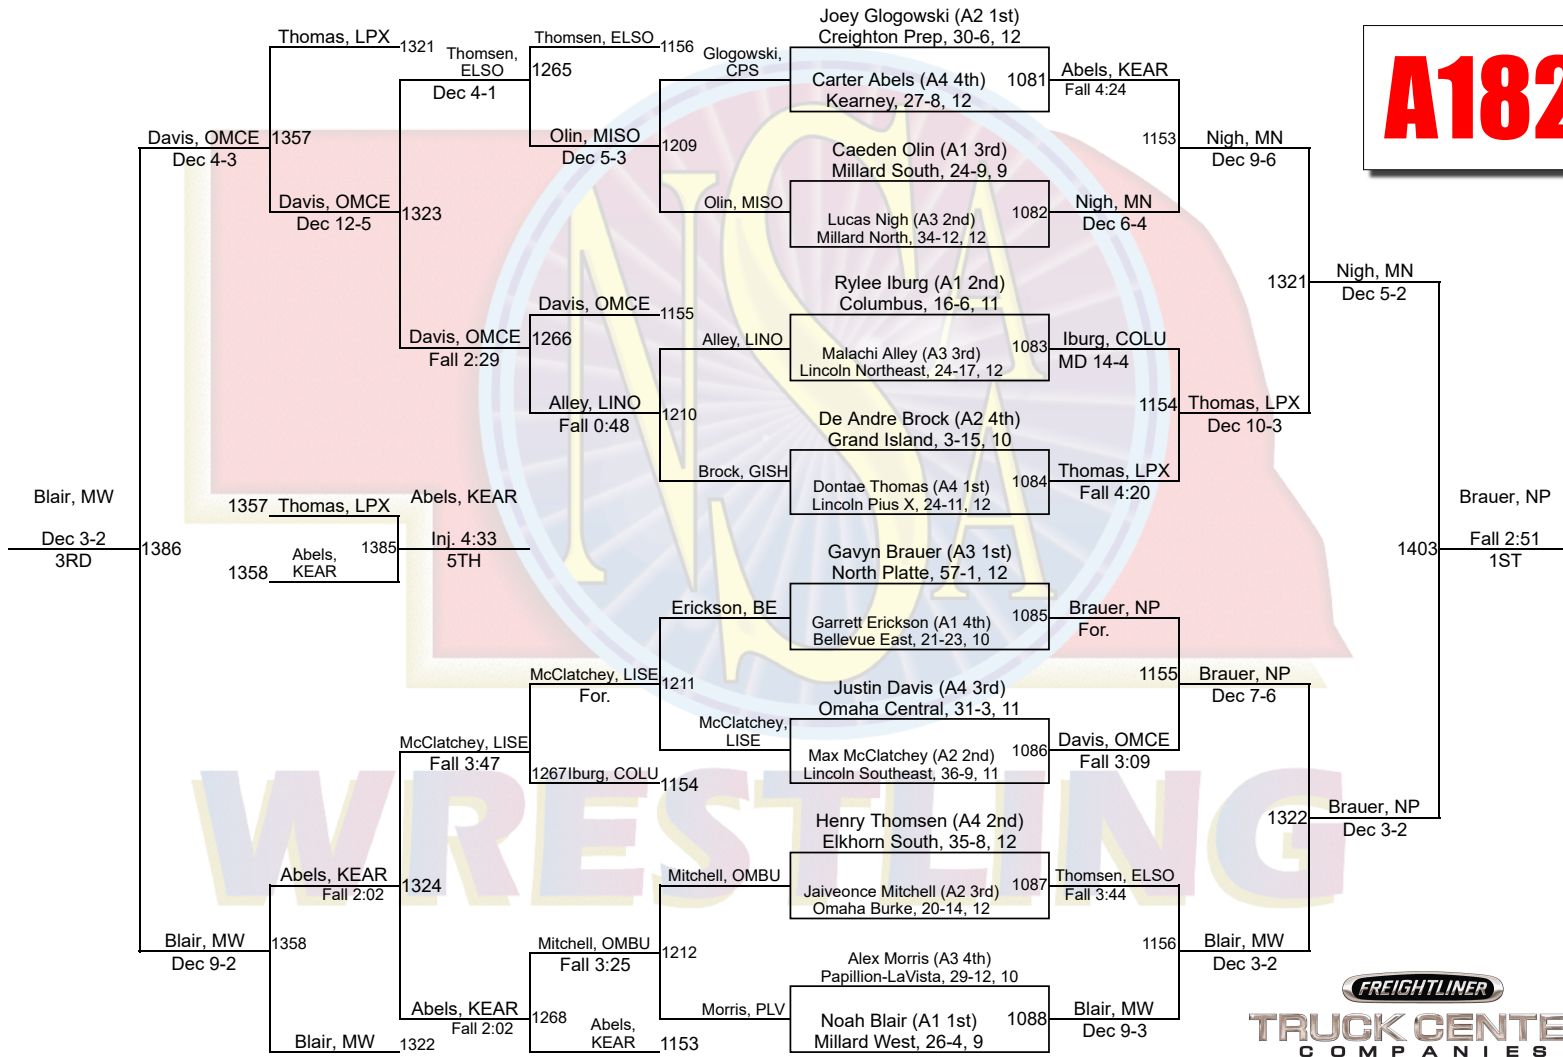 Joey Glogowski (A2 1st)
Creighton Prep, 30-6, 12
Thomas, LPX
1321
Thomsen, ELSO
1156
Thomsen,
ELSO
1265
Dec 4-1
Glogowski,
CPS
Carter Abels (A4 4th)
Kearney, 27-8, 12
1081
Abels, KEAR
Fall 4:24
A182
Davis, OMCE
1357
Dec 4-3
Olin, MISO
1209
Dec 5-3
Caeden Olin (A1 3rd)
Millard South, 24-9, 9
1153
Nigh, MN
Dec 9-6
Davis, OMCE
1323
Dec 12-5
Olin, MISO
Lucas Nigh (A3 2nd)
Millard North, 34-12, 12
1082
Nigh, MN
Dec 6-4
Rylee Iburg (A1 2nd)
Columbus, 16-6, 11
1321
Nigh, MN
Dec 5-2
Davis, OMCE
1155
Davis, OMCE
1266
Fall 2:29
Alley, LINO
Malachi Alley (A3 3rd)
Lincoln Northeast, 24-17, 12
1083
Iburg, COLU
MD 14-4
Alley, LINO
1210
Fall 0:48
De Andre Brock (A2 4th)
Grand Island, 3-15, 10
1154
Thomas, LPX
Dec 10-3
Brock, GISH
Dontae Thomas (A4 1st)
Lincoln Pius X, 24-11, 12
1084
Thomas, LPX
Fall 4:20
Blair, MW
Dec 3-2
3RD
1386
1357
Thomas, LPX
Abels, KEAR
1385
Inj. 4:33
5TH
1358
Abels,
KEAR
Gavyn Brauer (A3 1st)
North Platte, 57-1, 12
1403
Brauer, NP
Fall 2:51
1ST
Erickson, BE
Garrett Erickson (A1 4th)
Bellevue East, 21-23, 10
1085
Brauer, NP
For.
McClatchey, LISE
1211
For.
Justin Davis (A4 3rd)
Omaha Central, 31-3, 11
1155
Brauer, NP
Dec 7-6
McClatchey, LISE
Fall 3:47
McClatchey,
LISE
Max McClatchey (A2 2nd)
Lincoln Southeast, 36-9, 11
1086
Davis, OMCE
Fall 3:09
1267
Iburg, COLU
1154
Henry Thomsen (A4 2nd)
Elkhorn South, 35-8, 12
1322
Brauer, NP
Dec 3-2
Abels, KEAR
1324
Fall 2:02
Mitchell, OMBU
Jaiveonce Mitchell (A2 3rd)
Omaha Burke, 20-14, 12
1087
Thomsen, ELSO
Fall 3:44
Blair, MW
1358
Dec 9-2
Mitchell, OMBU
1212
Fall 3:25
Alex Morris (A3 4th)
Papillion-LaVista, 29-12, 10
1156
Blair, MW
Dec 3-2
Abels, KEAR
1268
Fall 2:02
Morris, PLV
Noah Blair (A1 1st)
Millard West, 26-4, 9
1088
Blair, MW
Dec 9-3
Blair, MW
1322
Abels,
KEAR
1153
NSAA
WRESTLING
FREIGHTLINER
TRUCK CENTE
COMPANIES